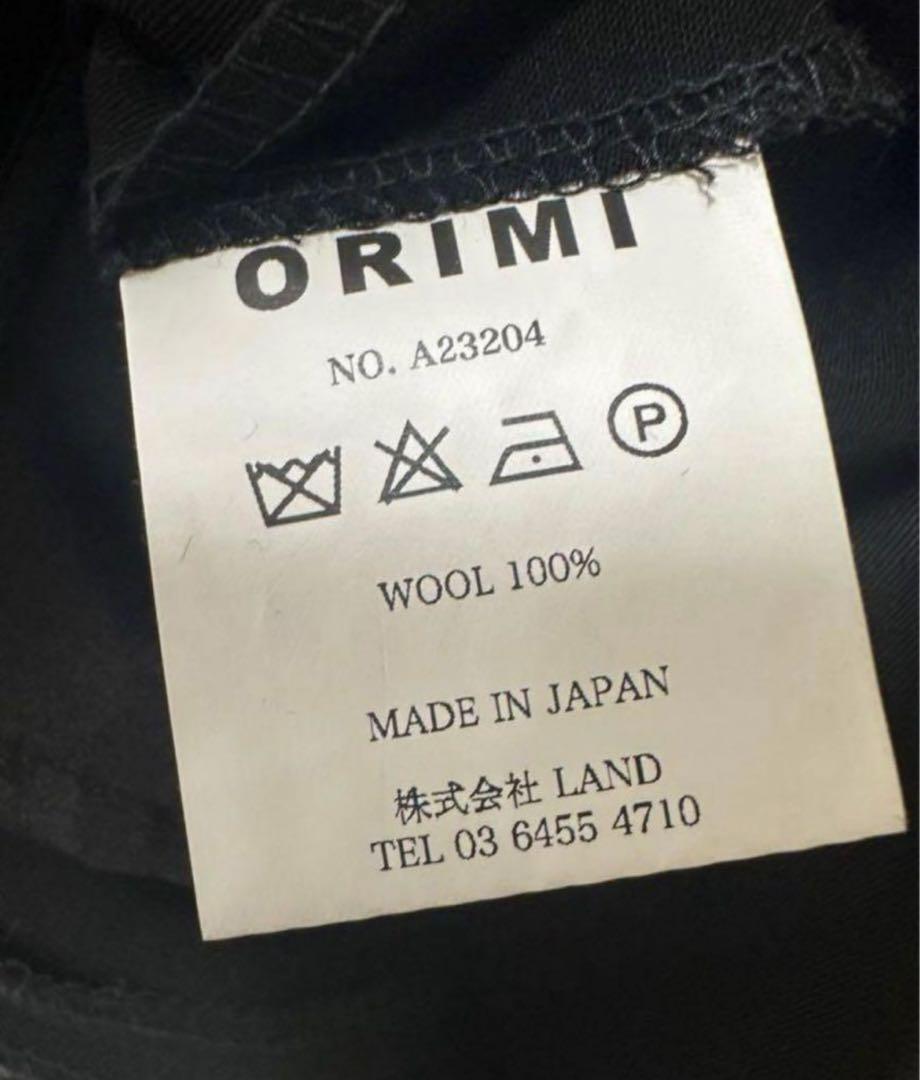 ORIMI
NO. A23204
P
WOOL 100%
MADE IN JAPAN
株式会社 LAND
TEL 03 6455 4710